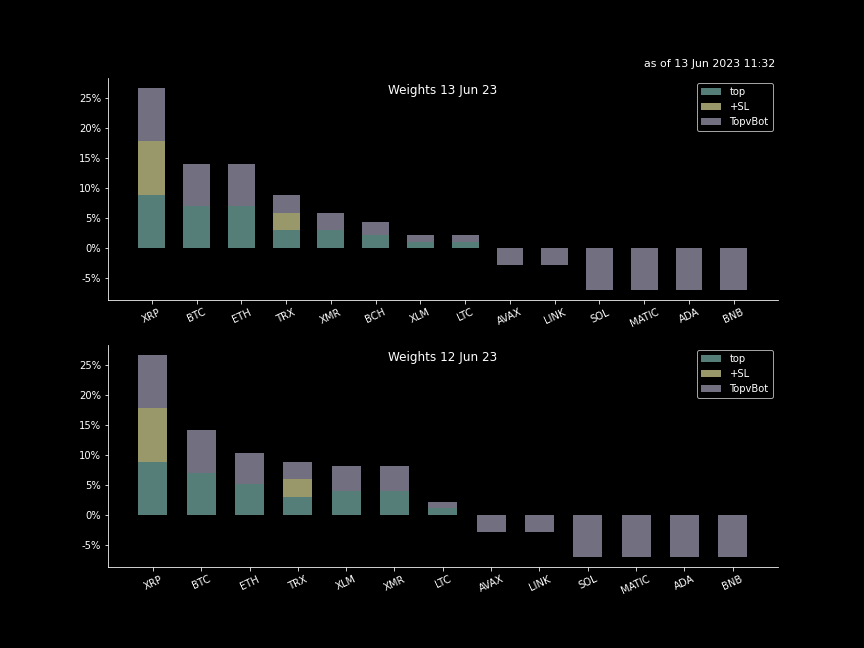 as of 13 Jun 2023 11:32
Weights 13 Jun 23
top
+SL
TopvBot
25%
20%
15%
10%
5%
0%
-5%
XRP BTC ETH TRX XMR BCH XLM LTC AVAX LINK SOL MATIC ADA BNB
Weights 12 Jun 23
top
+SL
TopvBot
25%
20%
15%
10%
5%
0%
-5%
XRP BTC ETH TRX XLM XMR LTC AVAX LINK SOL MATIC ADA BNB